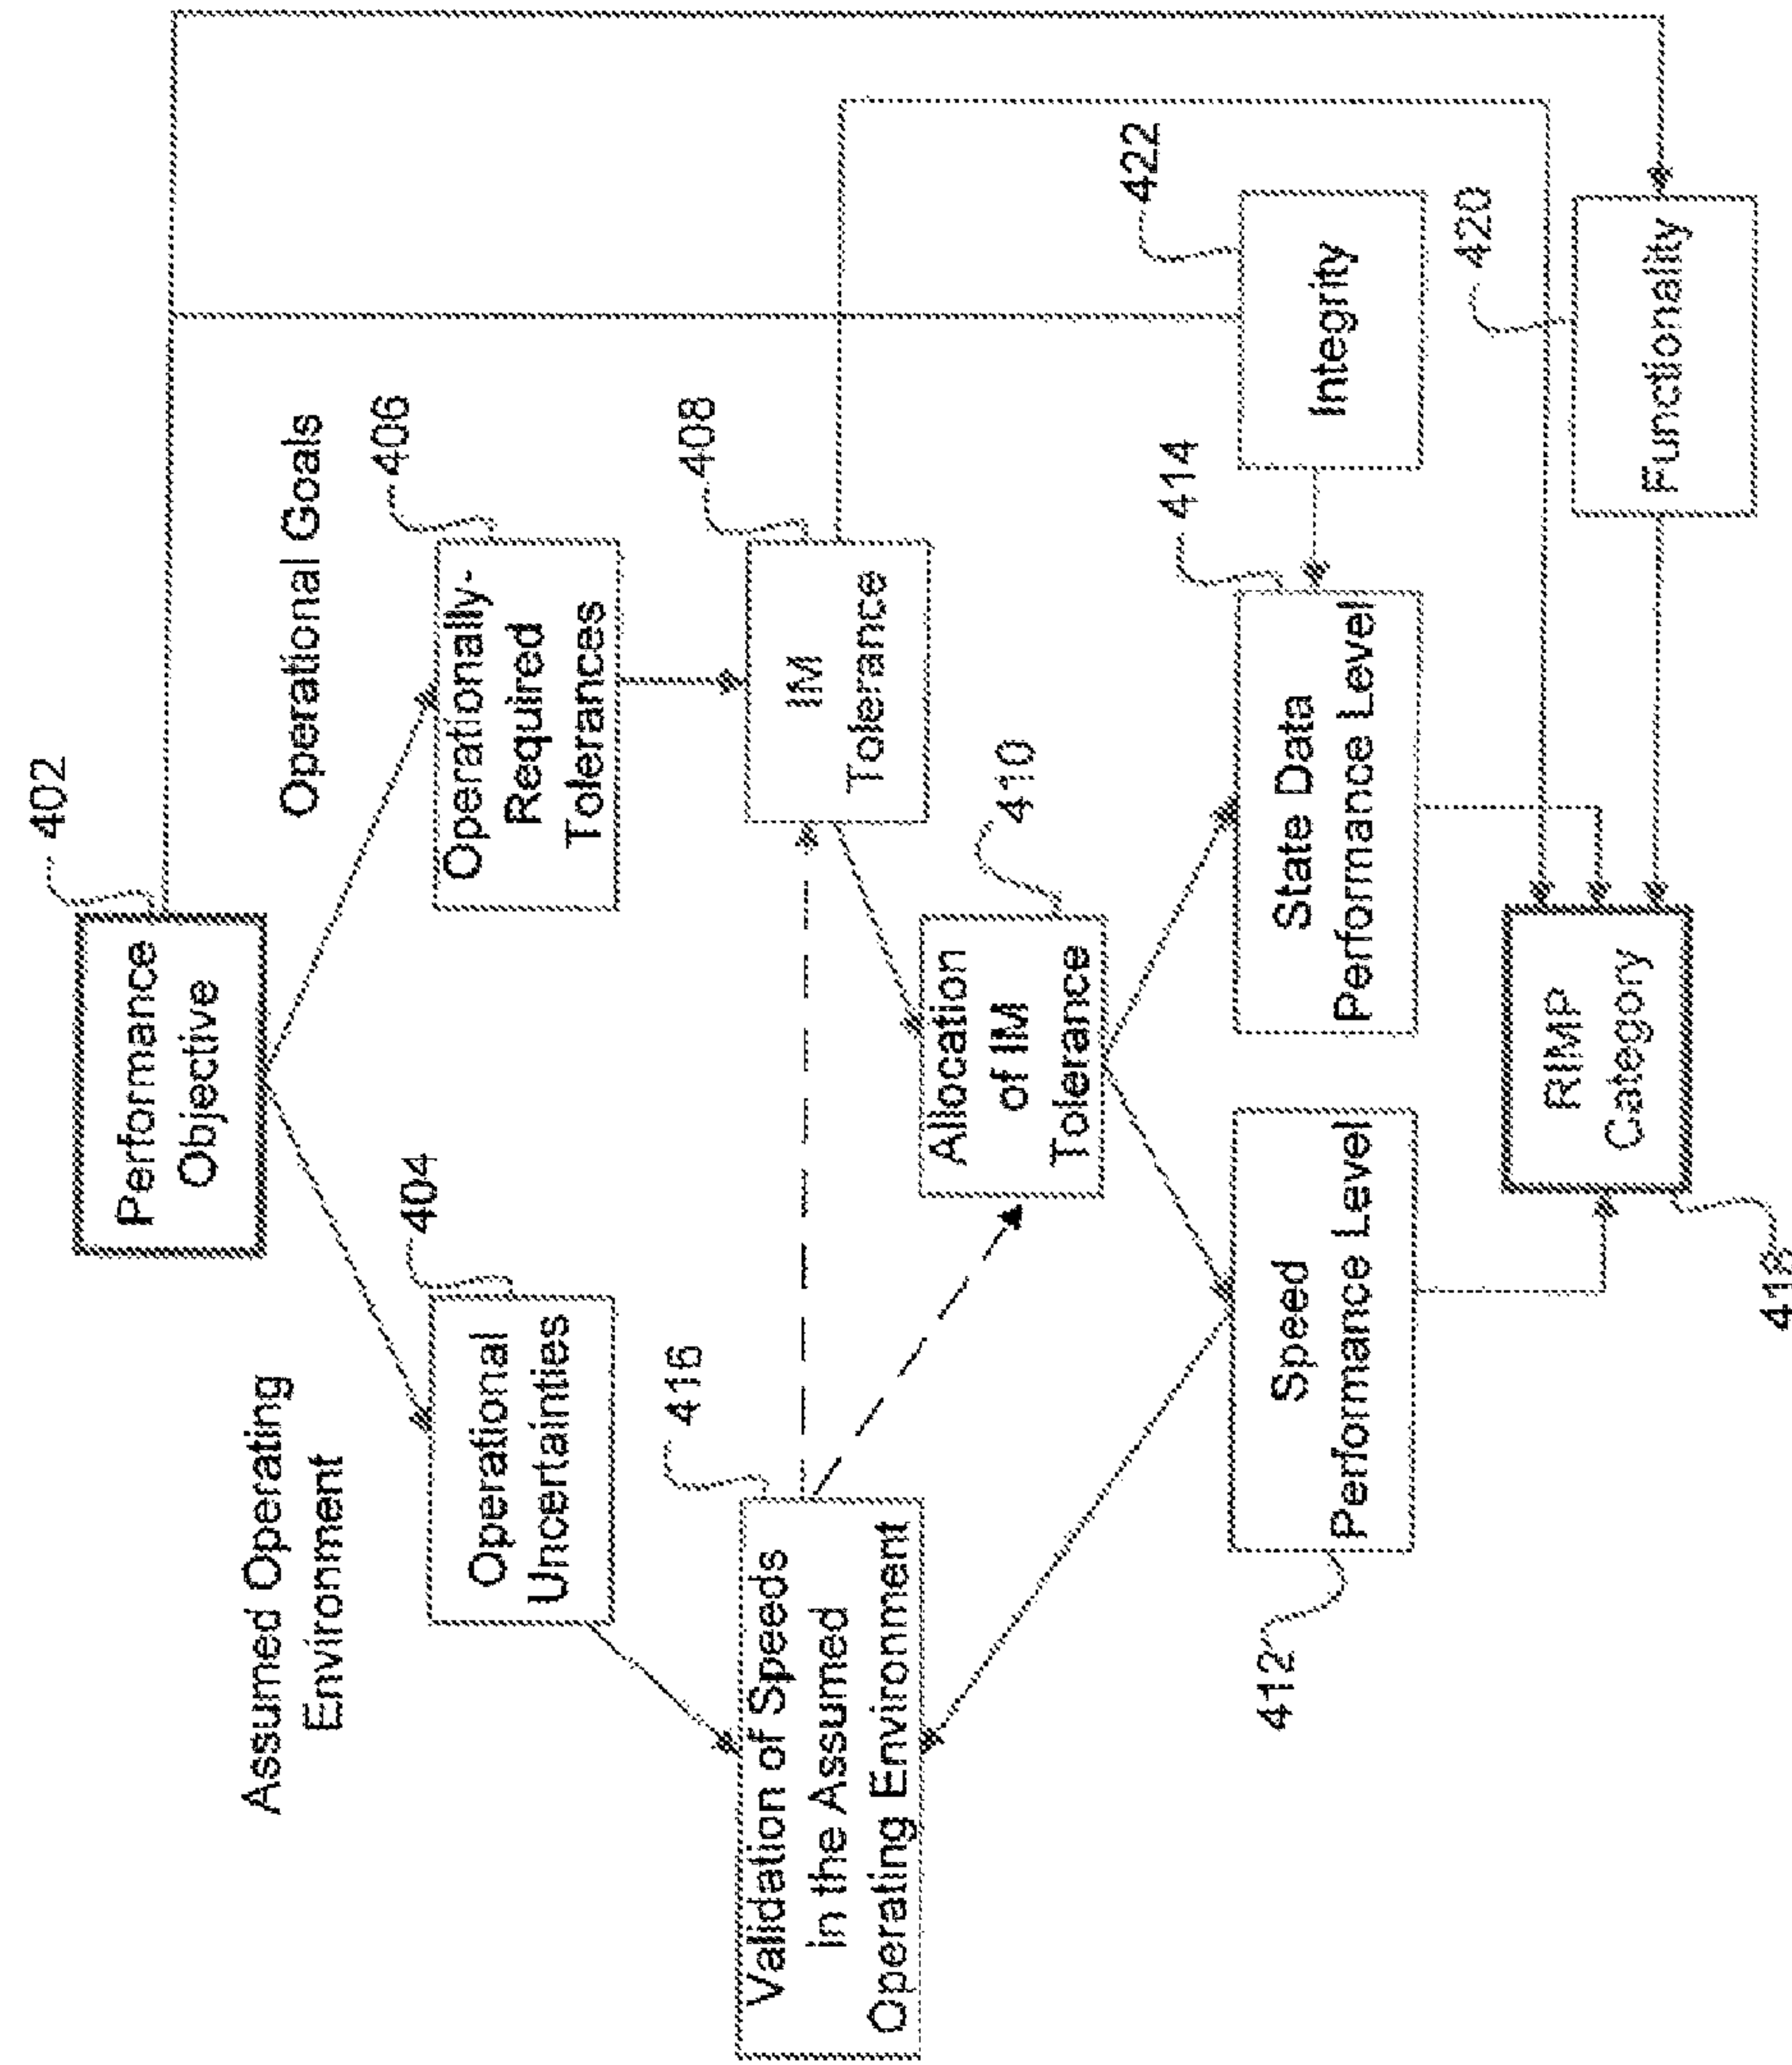 402
Performance
Objective
Assumed Operating
Environment
Operational Goals
404
Operational
Uncertainties
406
Operationally-
Required
Tolerances
416
Validation of Speeds
in the Assumed
Operating Environment
408
IM
Tolerance
410
Allocation
of IM
Tolerance
412
Speed
Performance Level
414
State Data
Performance Level
422
Integrity
RIMP
Category
418
420
Functionality